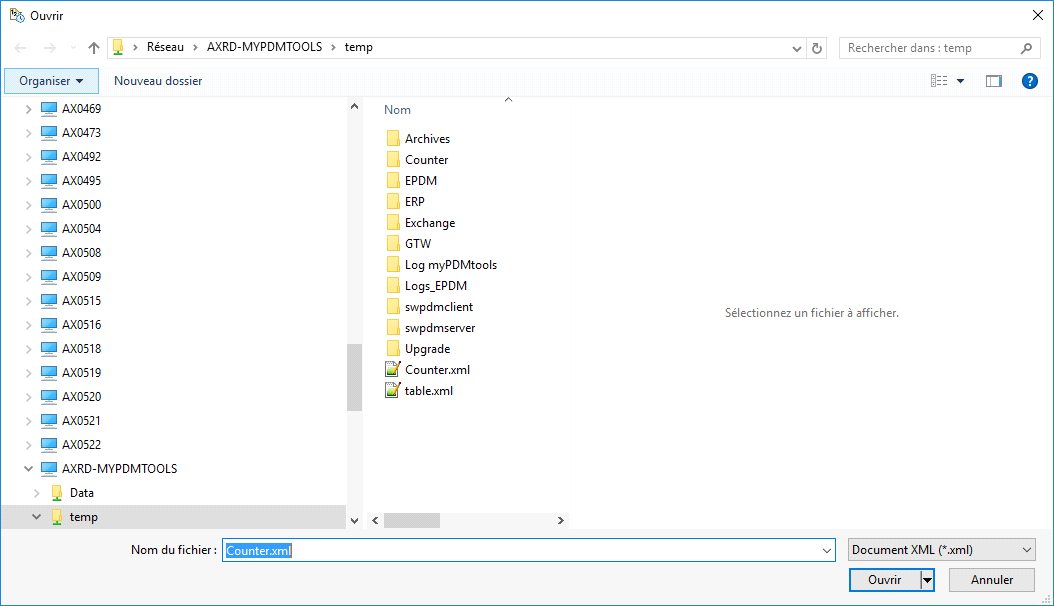 Ouvrir
Réseau > AXRD-MYPDMTOOLS > temp
Rechercher dans : temp
Organiser
Nouveau dossier
AX0469
AX0473
AX0492
AX0495
AX0500
AX0504
AX0508
AX0509
AX0515
AX0516
AX0518
AX0519
AX0520
AX0521
AX0522
AXRD-MYPDMTOOLS
Data
temp
Nom
Archives
Counter
EPDM
ERP
Exchange
GTW
Log myPDMtools
Logs_EPDM
swpdmclient
swpdmserver
Upgrade
Counter.xml
table.xml
Sélectionnez un fichier à afficher.
Nom du fichier :
Counter.xml
Document XML (*.xml)
Ouvrir
Annuler